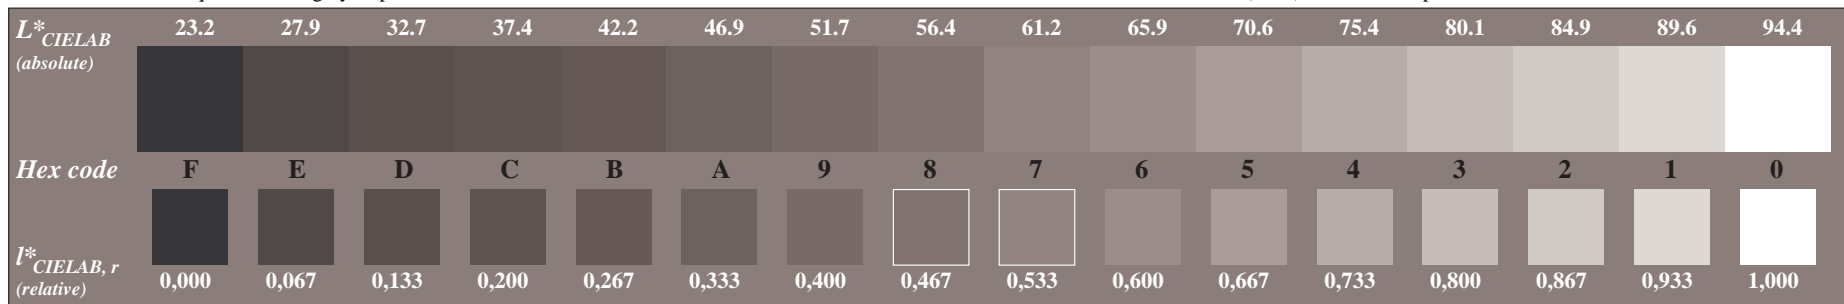 L*CIELAB 23.2 27.9 32.7 37.4 42.2 46.9 51.7 56.4 61.2 65.9 70.6 75.4 80.1 84.9 89.6 94.4
(absolute)
Hex code F E D C B A 9 8 7 6 5 4 3 2 1 0
l*CIELAB, r
(relative) 0,000 0,067 0,133 0,200 0,267 0,333 0,400 0,467 0,533 0,600 0,667 0,733 0,800 0,867 0,933 1,000